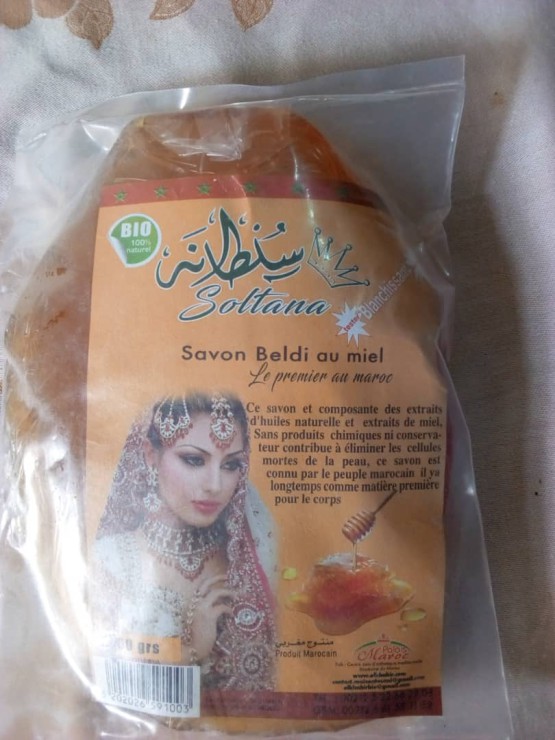 BIO
100%
naturel
سُلطانَة
Soltana
Blanchissant
Savon Beldi au miel
Le premier au maroc
Ce savon et composante des extraits
d'huiles naturelle et extraits de miel,
Sans produits chimiques ni conserva-
teur contribue à éliminer les cellules
mortes de la peau, ce savon est
connu par le peuple marocain il ya
longtemps comme matière première
pour le corps
grs
منتوج مغربي
Produit Marocain
Maroc